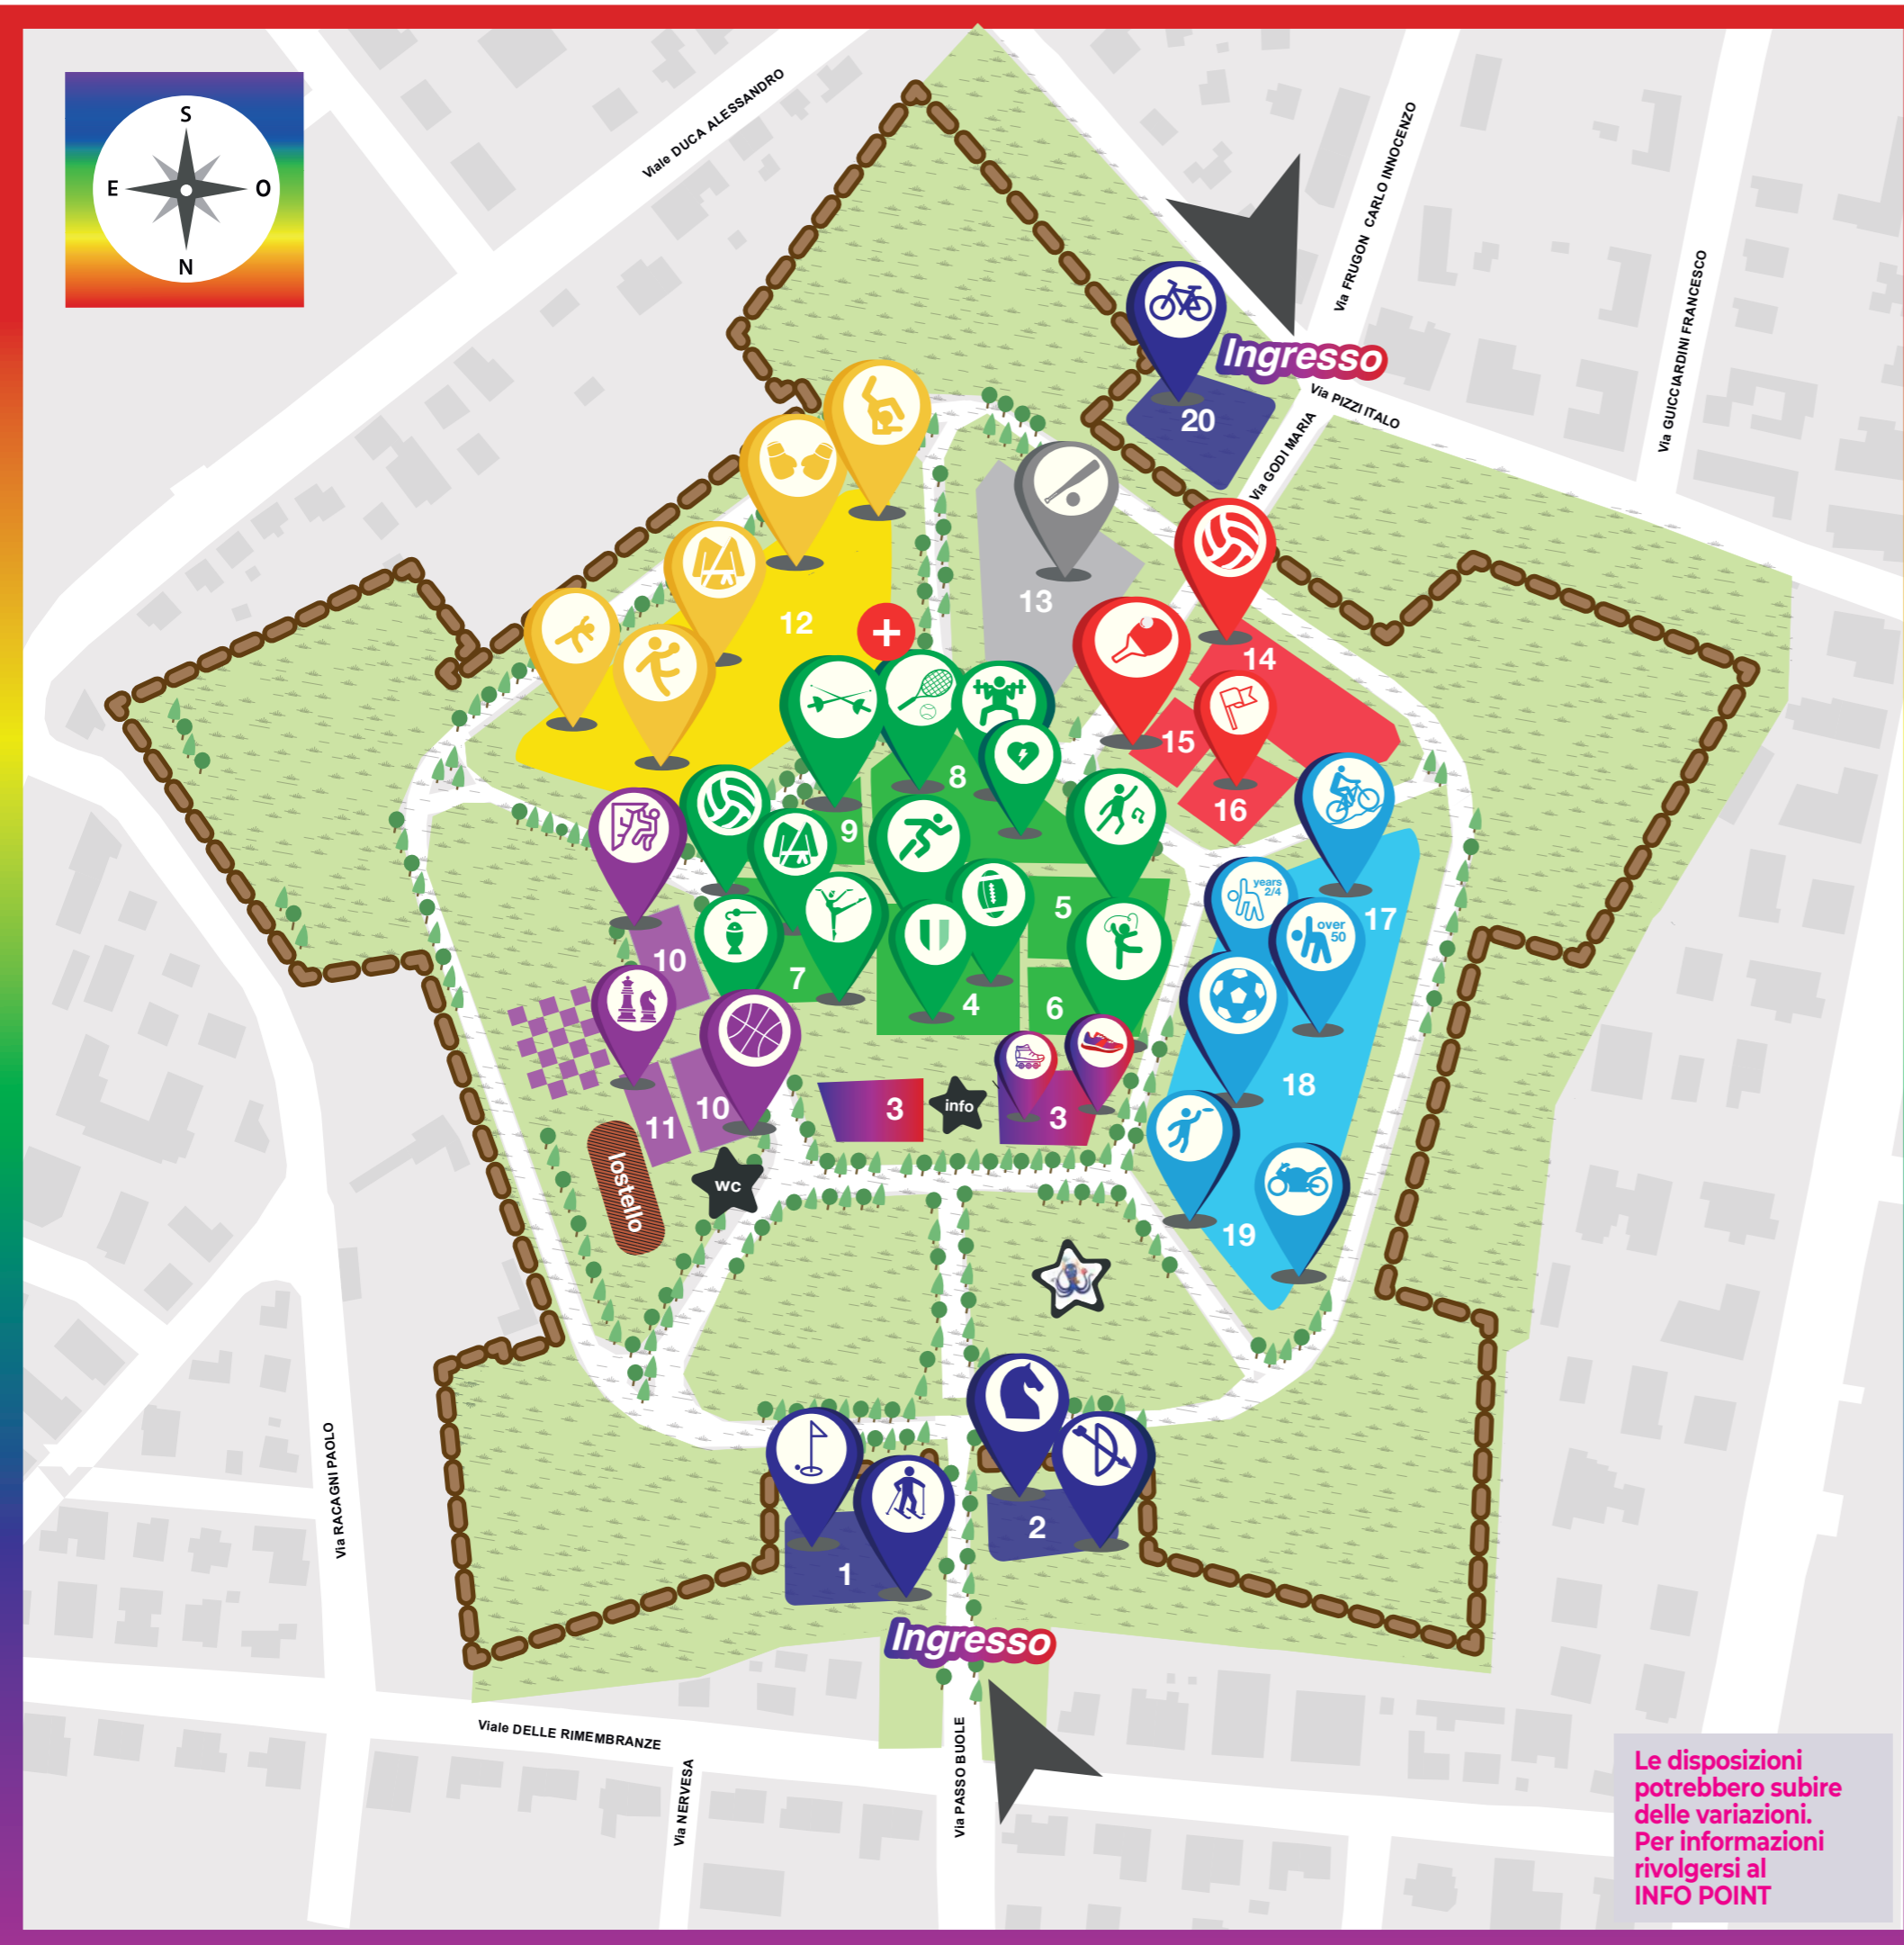 S
E
O
N
Viale DUCA ALESSANDRO
Via FRUGON CARLO INNOCENZO
Via GUICCIARDINI FRANCESCO
Ingresso
Via PIZZI ITALO
20
Via GODI MARIA
13
12
14
15
8
16
9
years
2/4
5
17
over
50
10
7
4
6
18
3
info
3
10
11
wc
lostello
19
Via RACAGNI PAOLO
2
1
Ingresso
Viale DELLE RIMEMBRANZE
Via NERVESA
Via PASSO BUOLE
Le disposizioni
potrebbero subire
delle variazioni.
Per informazioni
rivolgersi al
INFO POINT